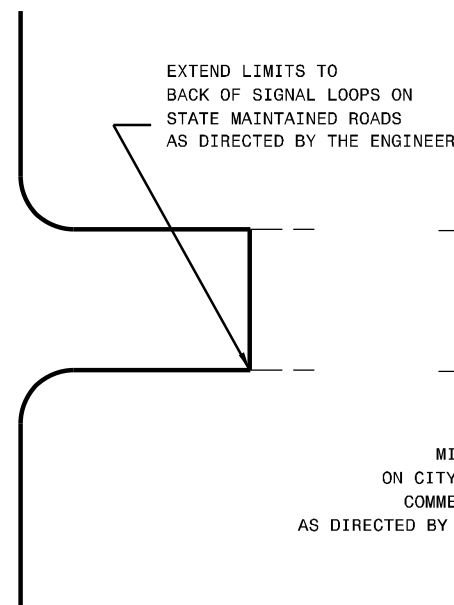 EXTEND LIMITS TO
BACK OF SIGNAL LOOPS ON
STATE MAINTAINED ROADS
AS DIRECTED BY THE ENGINEER
MI
ON CITY
COMME
AS DIRECTED BY